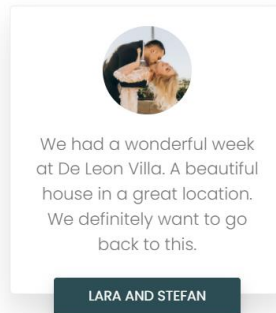 We had a wonderful week
at De Leon Villa. A beautiful
house in a great location.
We definitely want to go
back to this.
LARA AND STEFAN